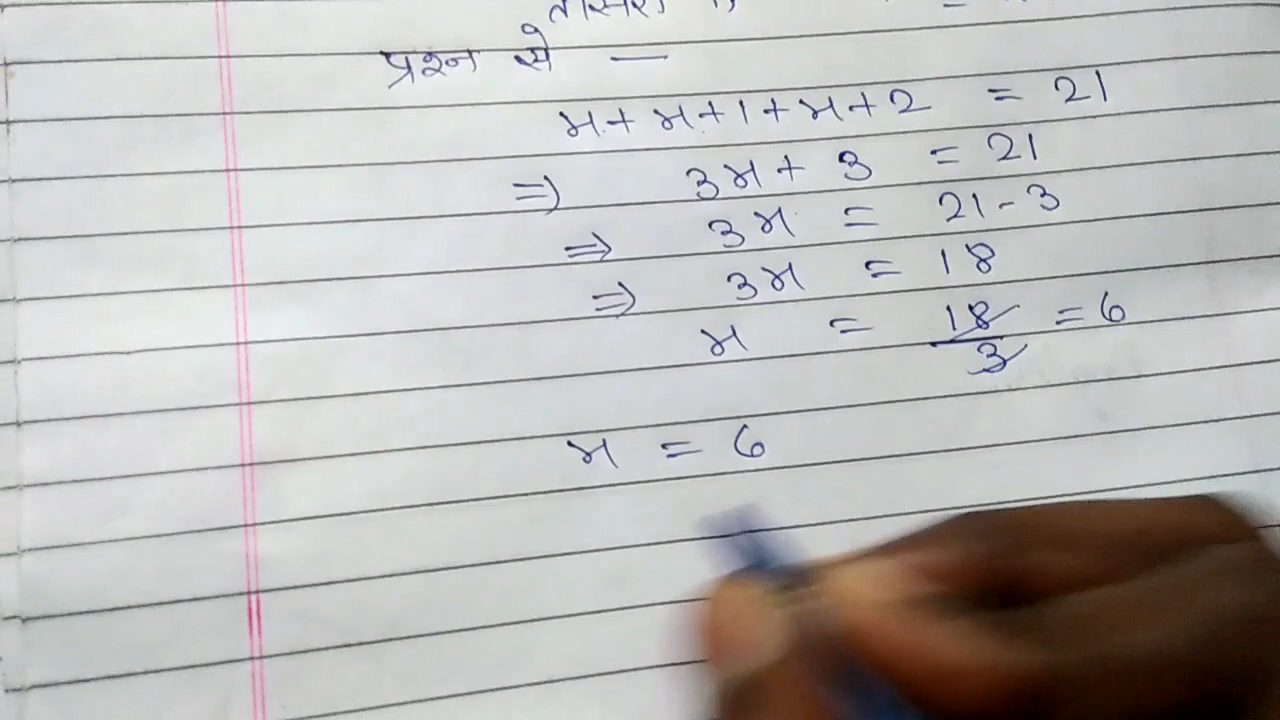 प्रश्न से —
x + x + 1 + x + 2 = 21
=> 3x + 3 = 21
=> 3x = 21 - 3
=> 3x = 18
x = 18/3 = 6
x = 6